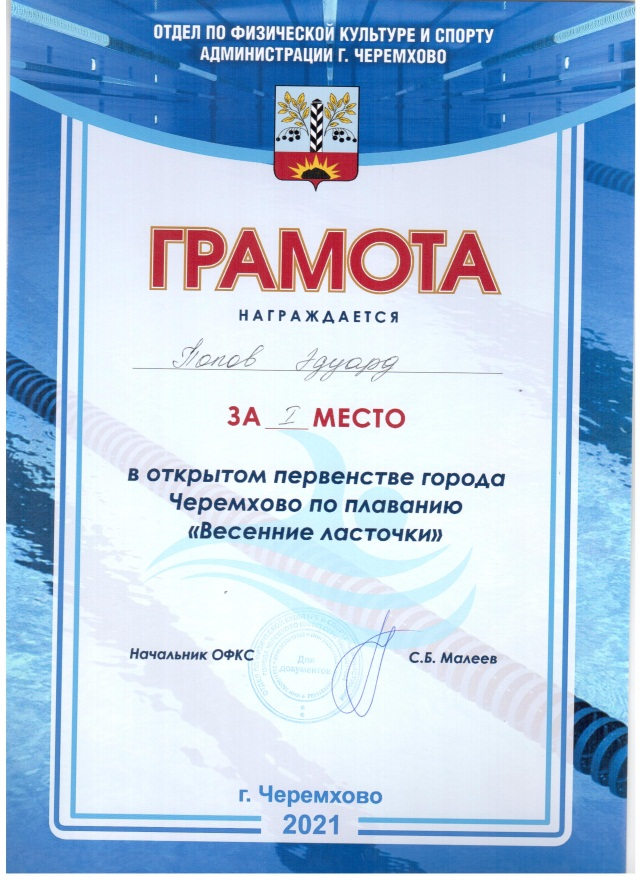 ОТДЕЛ ПО ФИЗИЧЕСКОЙ КУЛЬТУРЕ И СПОРТУ
АДМИНИСТРАЦИИ Г. ЧЕРЕМХОВО
ГРАМОТА
НАГРАЖДАЕТСЯ
Попов Эдуард
ЗА I МЕСТО
в открытом первенстве города
Черемхово по плаванию
«Весенние ласточки»
Начальник ОФКС С.Б. Малеев
Для
документов
г. Черемхово
2021